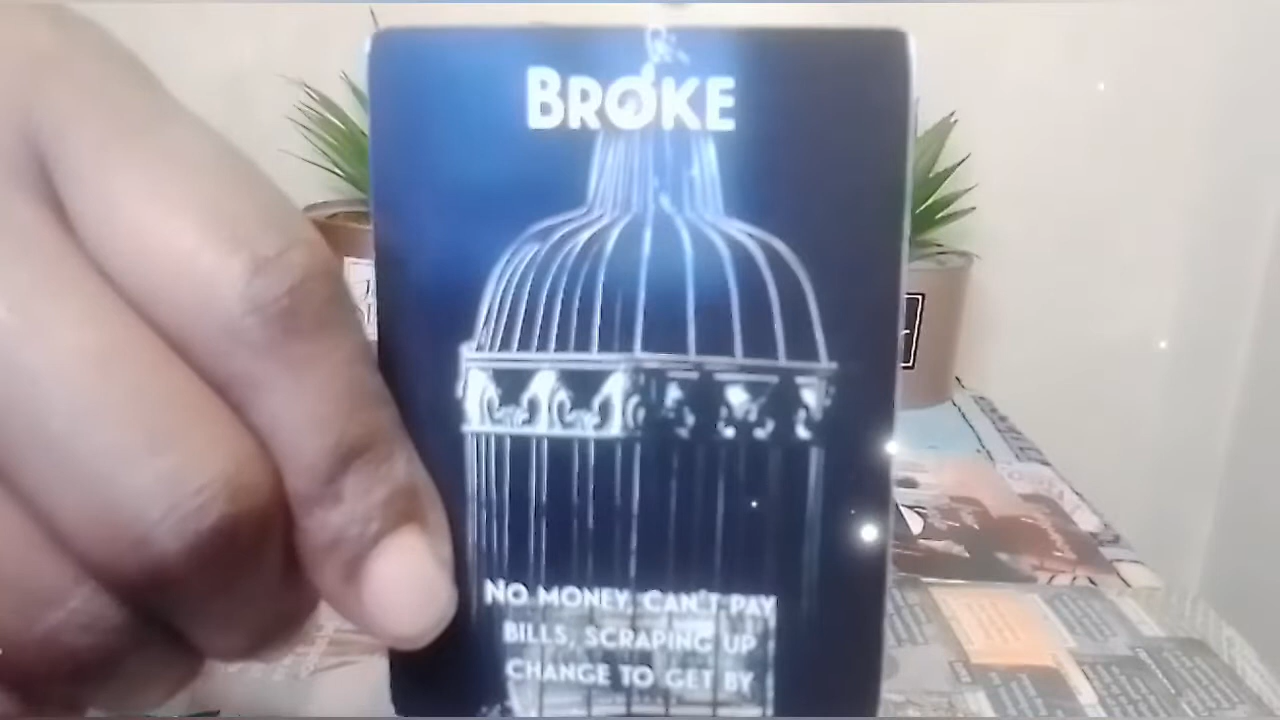 BROKE
NO MONEY, CAN'T PAY
BILLS, SCRAPING UP
CHANGE TO GET BY